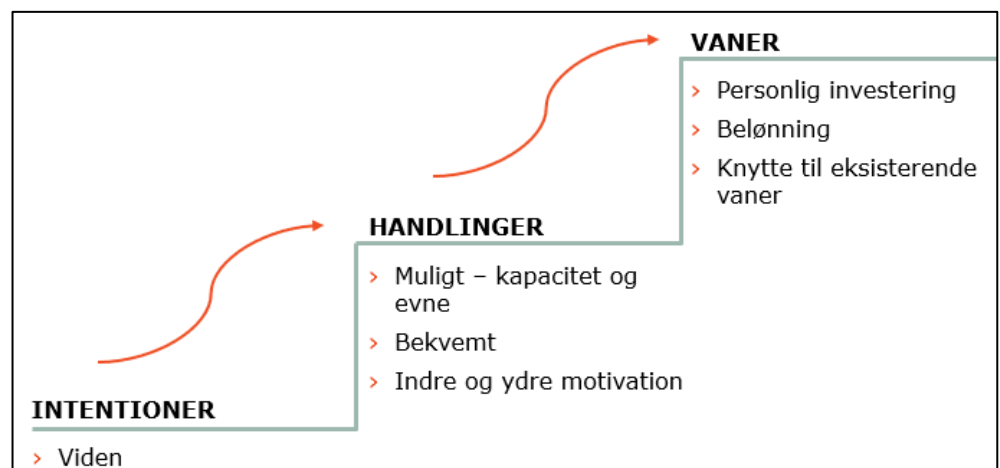 VANER
› Personlig investering
› Belønning
› Knytte til eksisterende
vaner
HANDLINGER
› Muligt – kapacitet og
evne
› Bekvemt
› Indre og ydre motivation
INTENTIONER
› Viden